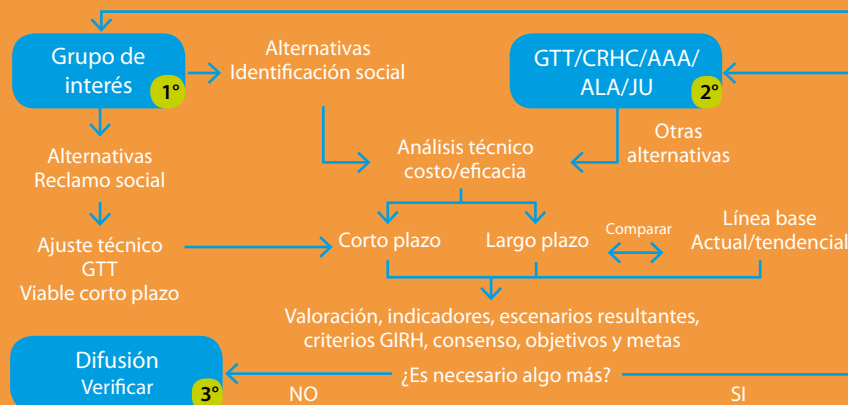 Grupo de
interés
1°
Alternativas
Identificación social
GTT/CRHC/AAA/
ALA/JU
2°
Alternativas
Reclamo social
Análisis técnico
costo/eficacia
Otras
alternativas
Ajuste técnico
GTT
Viable corto plazo
Corto plazo
Largo plazo
Comparar
Línea base
Actual/tendencial
Valoración, indicadores, escenarios resultantes,
criterios GIRH, consenso, objetivos y metas
Difusión
Verificar
3°
NO
¿Es necesario algo más?
SI